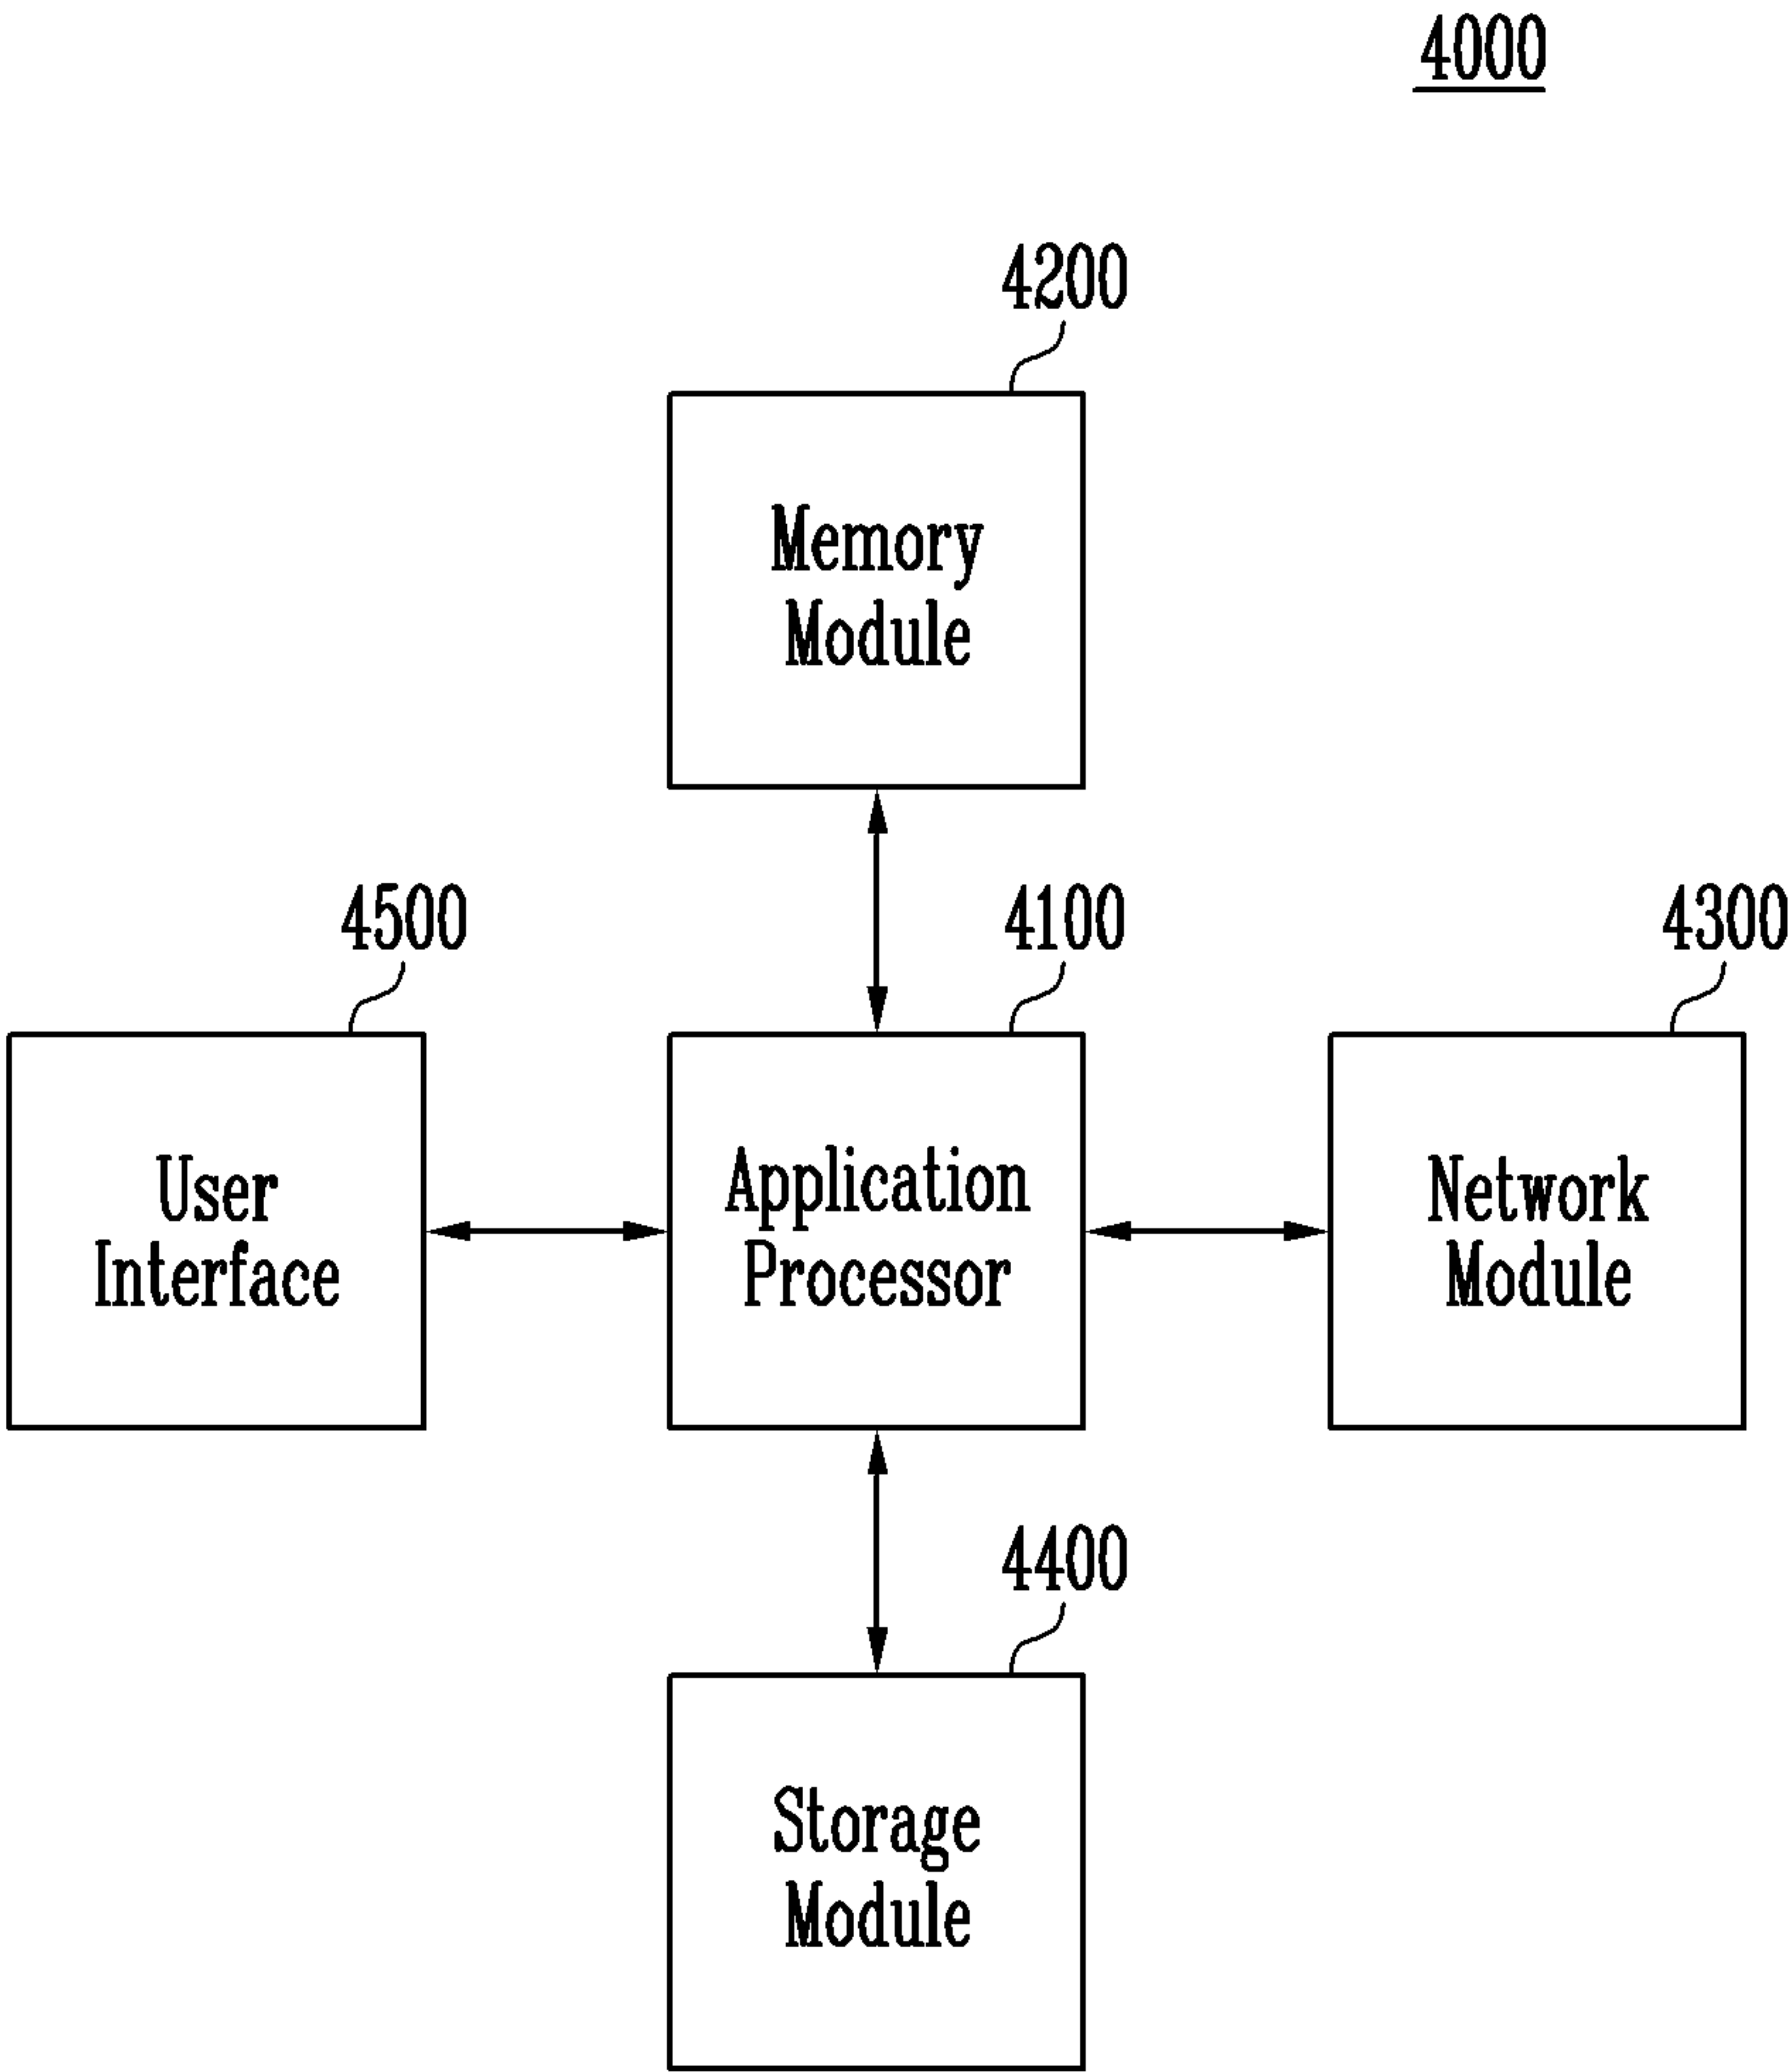 4000
4200
Memory
Module
4500
4100
4300
User
Interface
Application
Processor
Network
Module
4400
Storage
Module